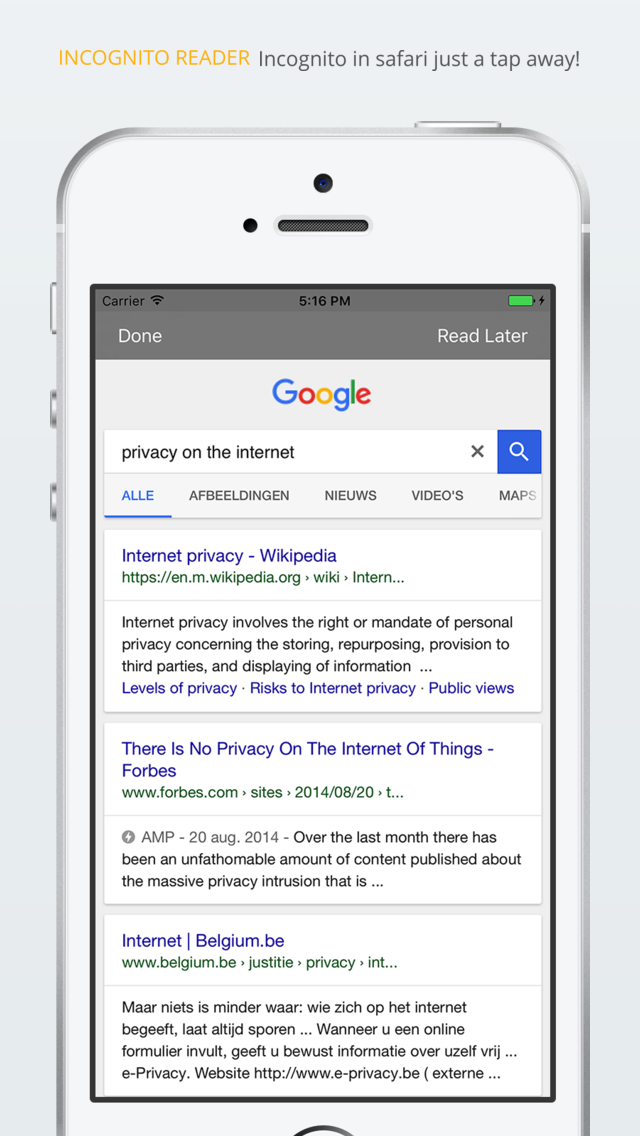 INCOGNITO READER Incognito in safari just a tap away!
Carrier 5:16 PM
Done Read Later
Google
privacy on the internet
ALLE AFBEELDINGEN NIEUWS VIDEO'S MAPS
Internet privacy - Wikipedia
https://en.m.wikipedia.org › wiki › Intern...
Internet privacy involves the right or mandate of personal
privacy concerning the storing, repurposing, provision to
third parties, and displaying of information ...
Levels of privacy · Risks to Internet privacy · Public views
There Is No Privacy On The Internet Of Things -
Forbes
www.forbes.com › sites › 2014/08/20 › t...
AMP - 20 aug. 2014 - Over the last month there has
been an unfathomable amount of content published about
the massive privacy intrusion that is ...
Internet | Belgium.be
www.belgium.be › justitie › privacy › int...
Maar niets is minder waar: wie zich op het internet
begeeft, laat altijd sporen ... Wanneer u een online
formulier invult, geeft u bewust informatie over uzelf vrij ...
e-Privacy. Website http://www.e-privacy.be ( externe ...